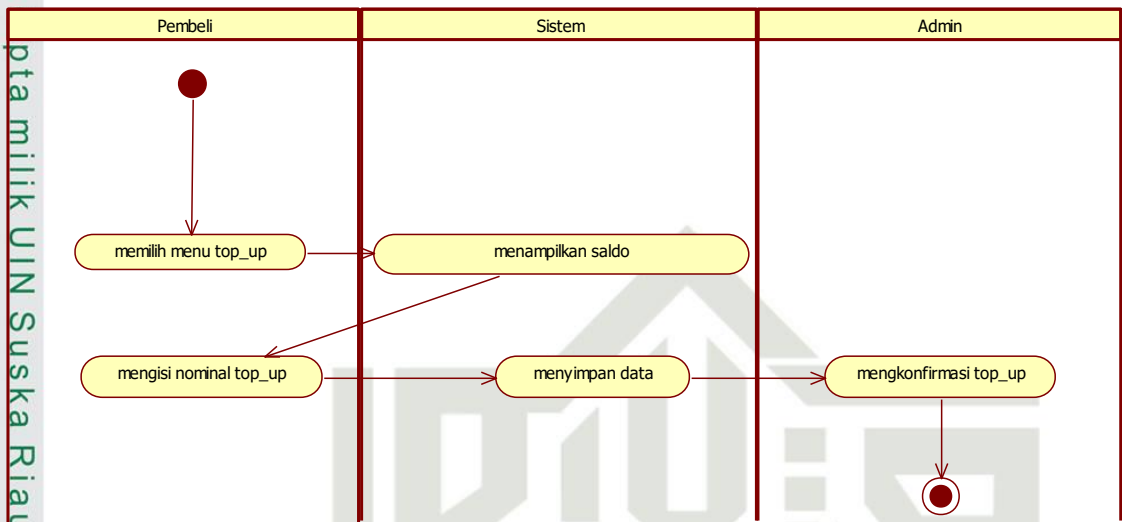 Pembeli
Sistem
Admin
memilih menu top_up
menampilkan saldo
mengisi nominal top_up
menyimpan data
mengkonfirmasi top_up
pta milik UIN Suska Riau